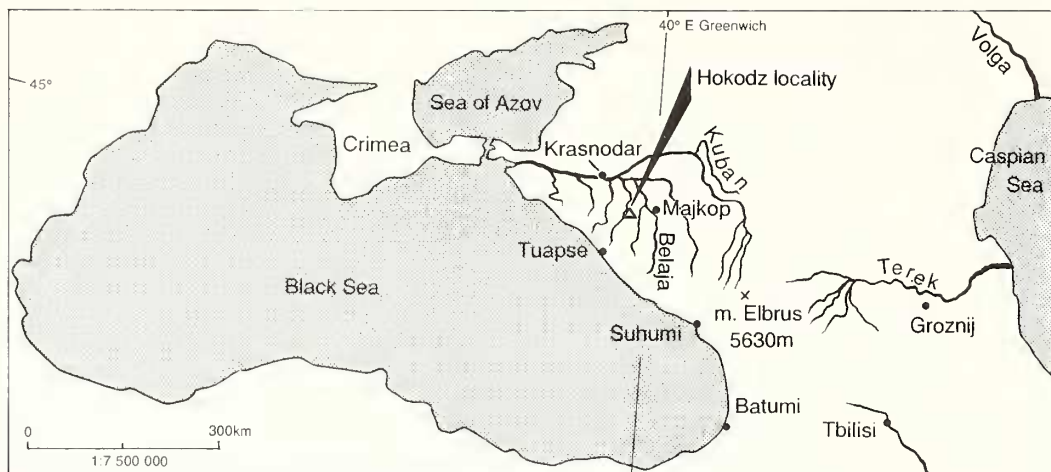 40° E Greenwich
45°
Volga
Hokodz locality
Sea of Azov
Crimea
Krasnodar
Kuban
Caspian
Sea
Majkop
Tuapse
Belaja
Black Sea
Terek
m. Elbrus
5630m
Groznij
Suhumi
Batumi
Tbilisi
0 300km
1:7 500 000